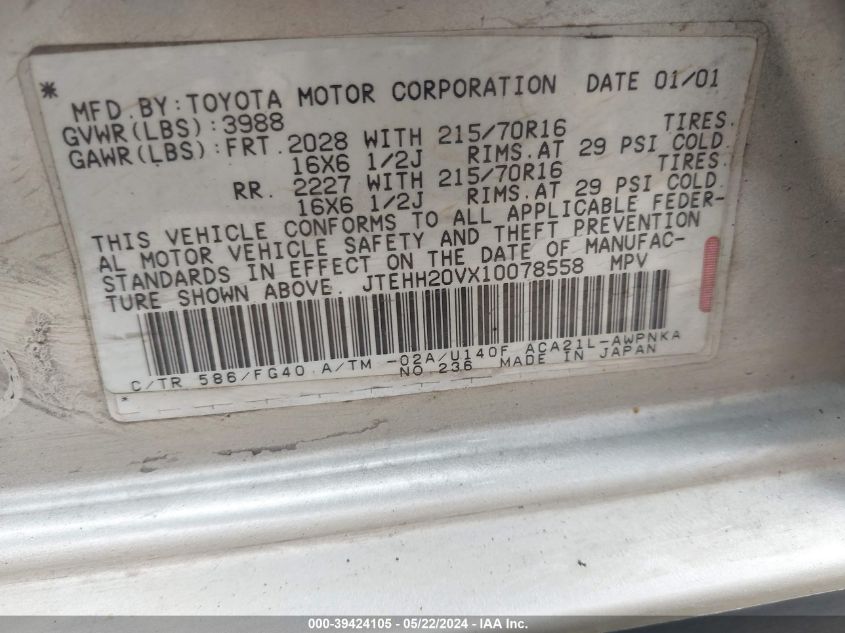 * MFD.BY:TOYOTA MOTOR CORPORATION DATE 01/01
GVWR(LBS):3988
GAWR(LBS):FRT. 2028 WITH 215/70R16 TIRES.
16X6 1/2J RIMS.AT 29 PSI COLD.
RR. 2227 WITH 215/70R16 TIRES.
16X6 1/2J RIMS.AT 29 PSI COLD.
THIS VEHICLE CONFORMS TO ALL APPLICABLE FEDER-
AL MOTOR VEHICLE SAFETY AND THEFT PREVENTION
STANDARDS IN EFFECT ON THE DATE OF MANUFAC-
TURE SHOWN ABOVE. JTEHH20VX10078558 MPV
C/TR 586/FG40 A/TM -02A/U140F ACA21L-AWPNKA
NO.236 MADE IN JAPAN
*
000-39424105 - 05/22/2024 - IAA, Inc.